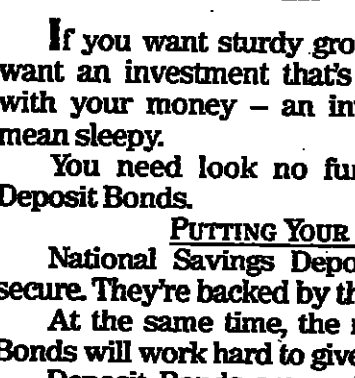 If you want sturdy gro
want an investment that's
with your money – an in
mean sleepy.
You need look no fu
Deposit Bonds.
PUTTING YOUR
National Savings Depo
secure. They're backed by th
At the same time, the
Bonds will work hard to give